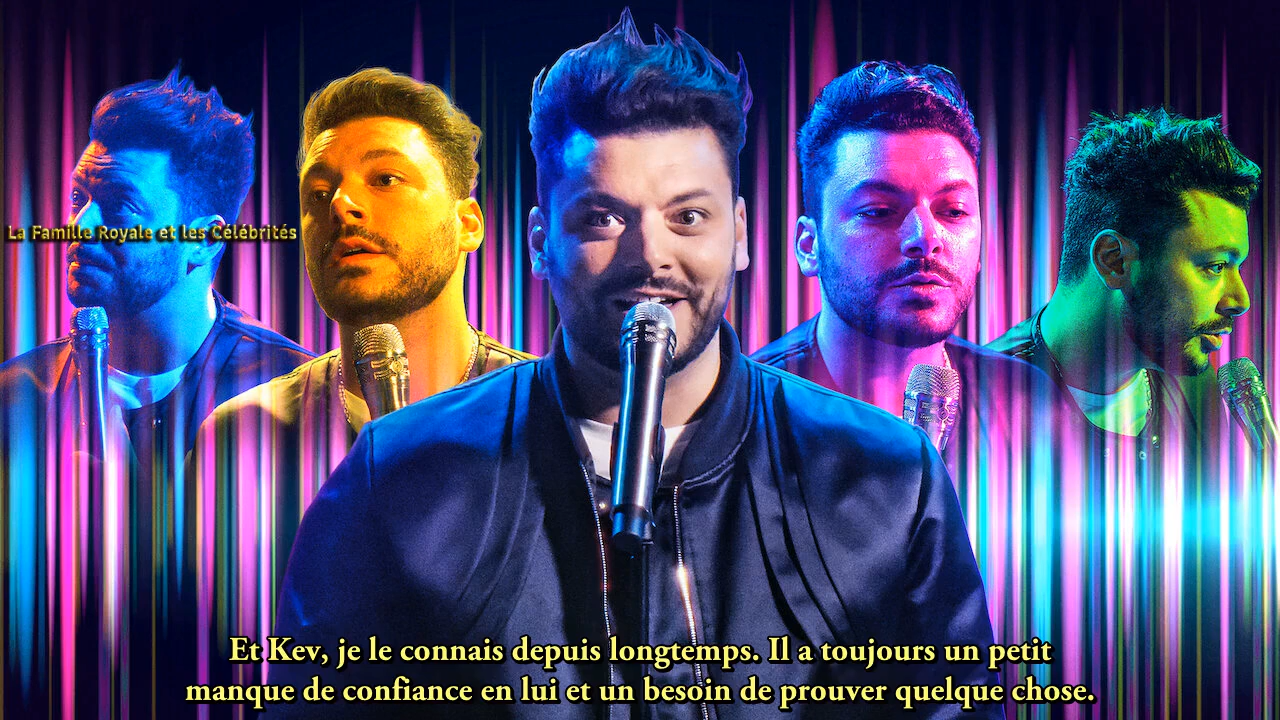 La Famille Royale et les Célébrités
Et Kev, je le connais depuis longtemps. Il a toujours un petit
manque de confiance en lui et un besoin de prouver quelque chose.